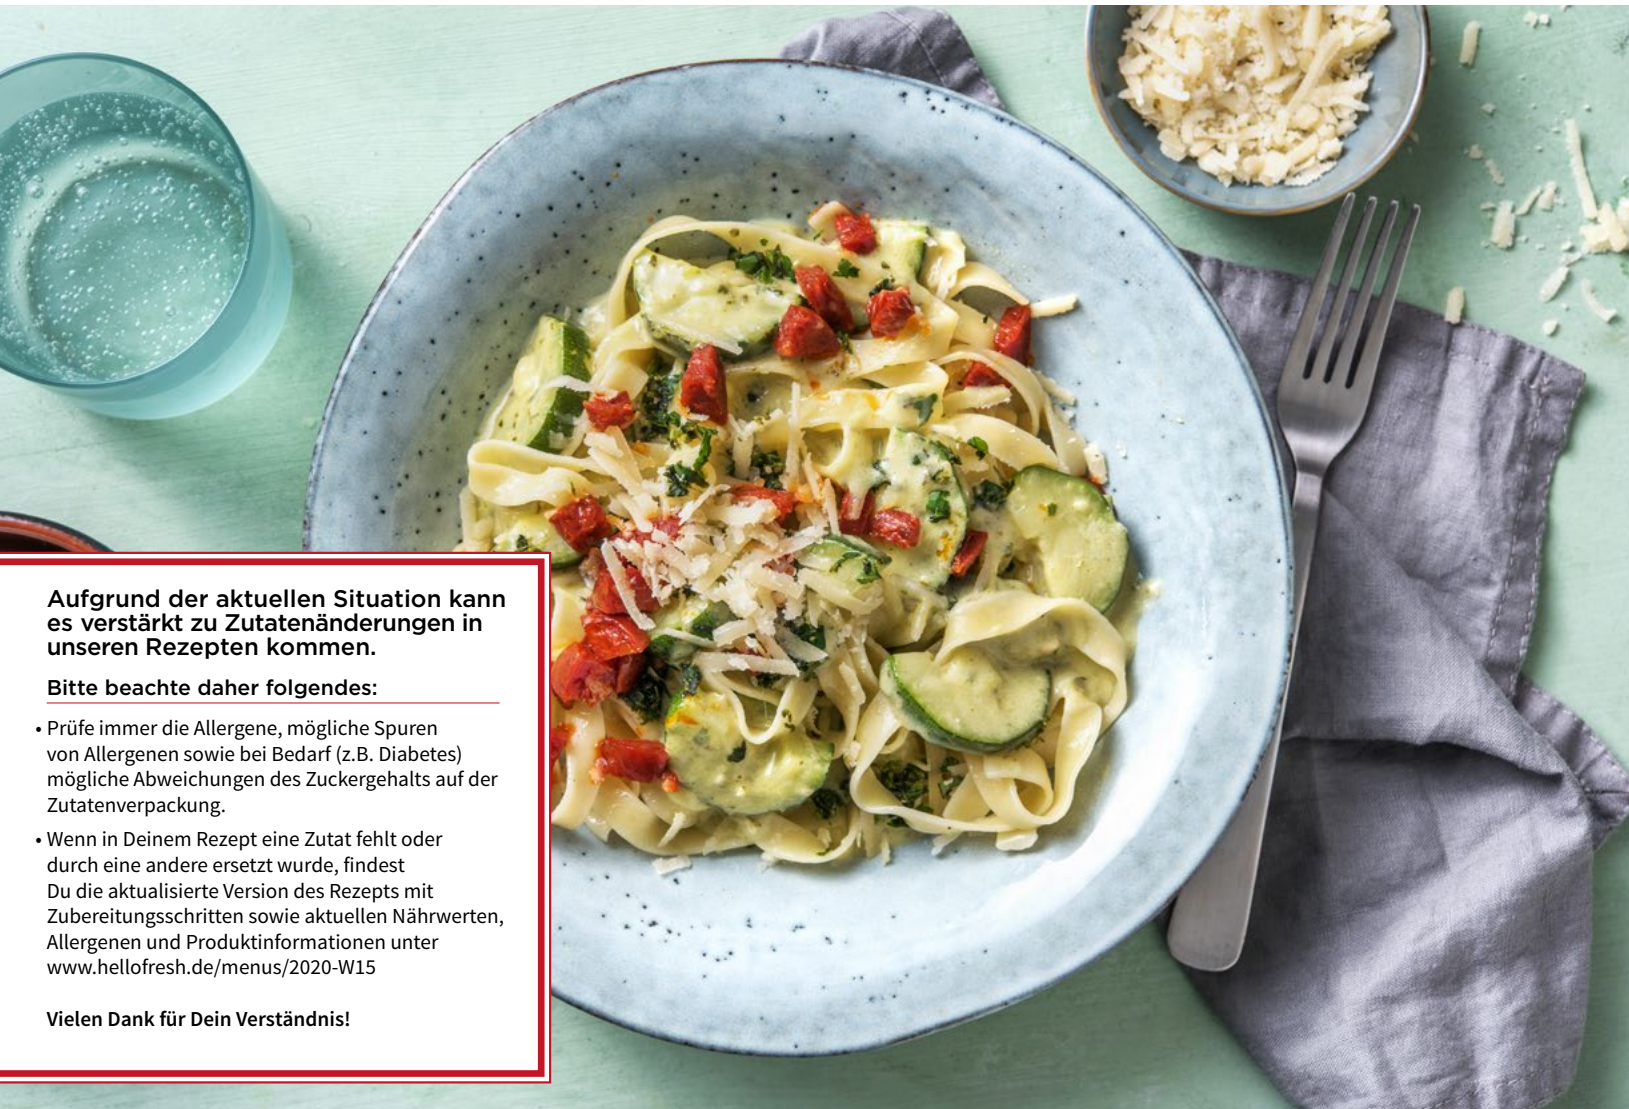 Aufgrund der aktuellen Situation kann
es verstärkt zu Zutatenänderungen in
unseren Rezepten kommen.
Bitte beachte daher folgendes:
• Prüfe immer die Allergene, mögliche Spuren
von Allergenen sowie bei Bedarf (z.B. Diabetes)
mögliche Abweichungen des Zuckergehalts auf der
Zutatenverpackung.
• Wenn in Deinem Rezept eine Zutat fehlt oder
durch eine andere ersetzt wurde, findest
Du die aktualisierte Version des Rezepts mit
Zubereitungsschritten sowie aktuellen Nährwerten,
Allergenen und Produktinformationen unter
www.hellofresh.de/menus/2020-W15
Vielen Dank für Dein Verständnis!